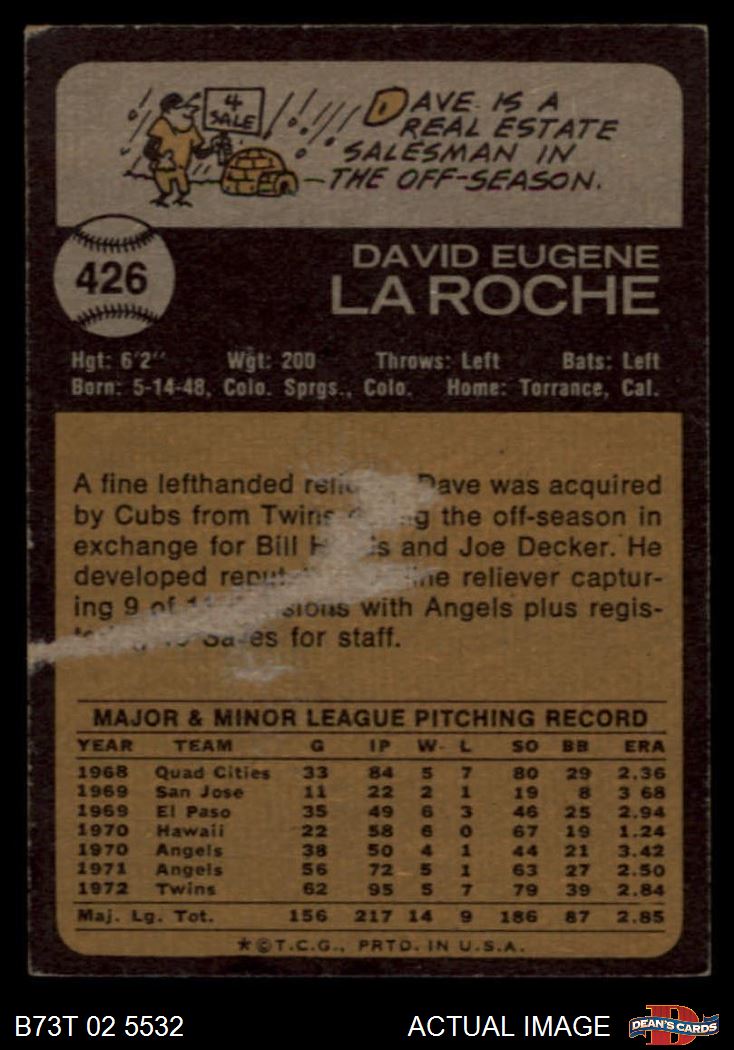 4
SALE
DAVE IS A
REAL ESTATE
SALESMAN IN
THE OFF-SEASON.
426
DAVID EUGENE
LA ROCHE
Hgt: 6'2" Wgt: 200 Throws: Left Bats: Left
Born: 5-14-48, Colo. Sprgs., Colo. Home: Torrance, Cal.
A fine lefthanded Dave was acquired
by Cubs from Twins the off-season in
exchange for Bill and Joe Decker. He
developed reliever captur-
ing 9 of with Angels plus regis-
for staff.
MAJOR & MINOR LEAGUE PITCHING RECORD
YEAR TEAM G IP W L SO BB ERA
1968 Quad Cities 33 84 5 7 80 29 2.36
1969 San Jose 11 22 2 1 19 8 3 68
1969 El Paso 35 49 6 3 46 25 2.94
1970 Hawaii 22 58 6 0 67 19 1.24
1970 Angels 38 50 4 1 44 21 3.42
1971 Angels 56 72 5 1 63 27 2.50
1972 Twins 62 95 5 7 79 39 2.84
Maj. Lg. Tot. 156 217 14 9 186 87 2.85
*©T.C.G., PRTD. IN U.S.A.
B73T 02 5532 ACTUAL IMAGE DEAN'S CARDS